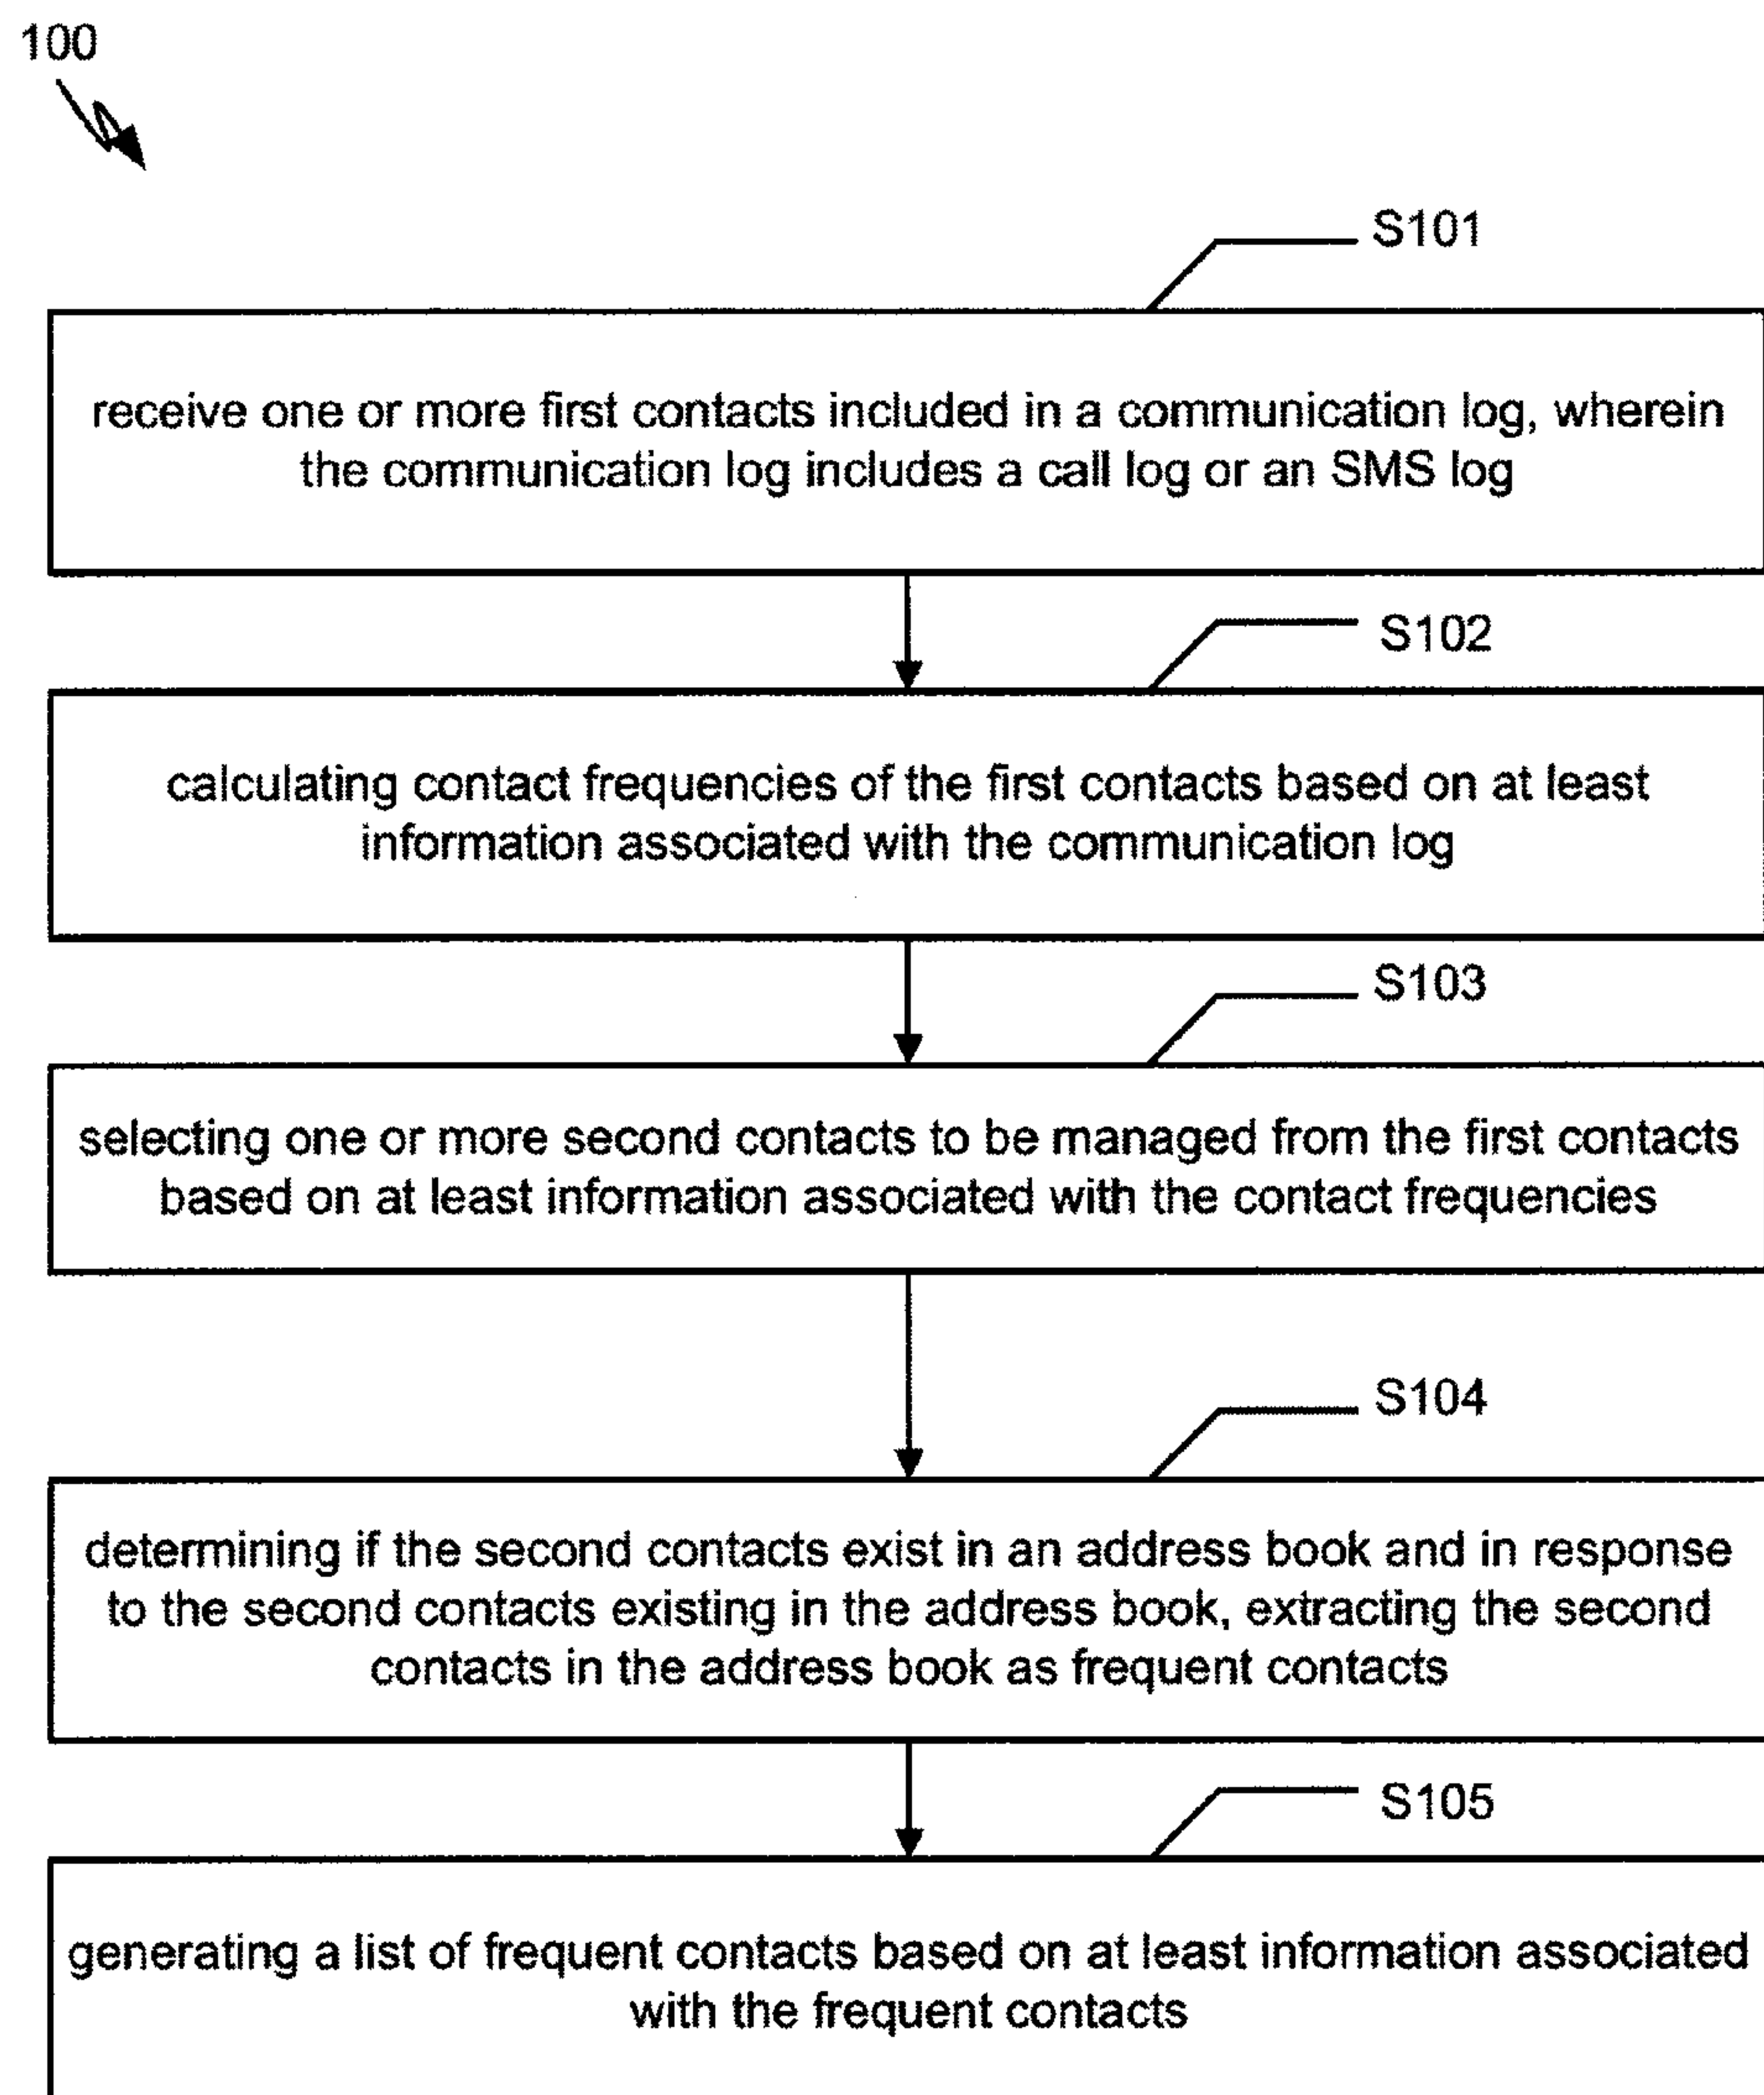 100
S101
receive one or more first contacts included in a communication log, wherein
the communication log includes a call log or an SMS log
S102
calculating contact frequencies of the first contacts based on at least
information associated with the communication log
S103
selecting one or more second contacts to be managed from the first contacts
based on at least information associated with the contact frequencies
S104
determining if the second contacts exist in an address book and in response
to the second contacts existing in the address book, extracting the second
contacts in the address book as frequent contacts
S105
generating a list of frequent contacts based on at least information associated
with the frequent contacts